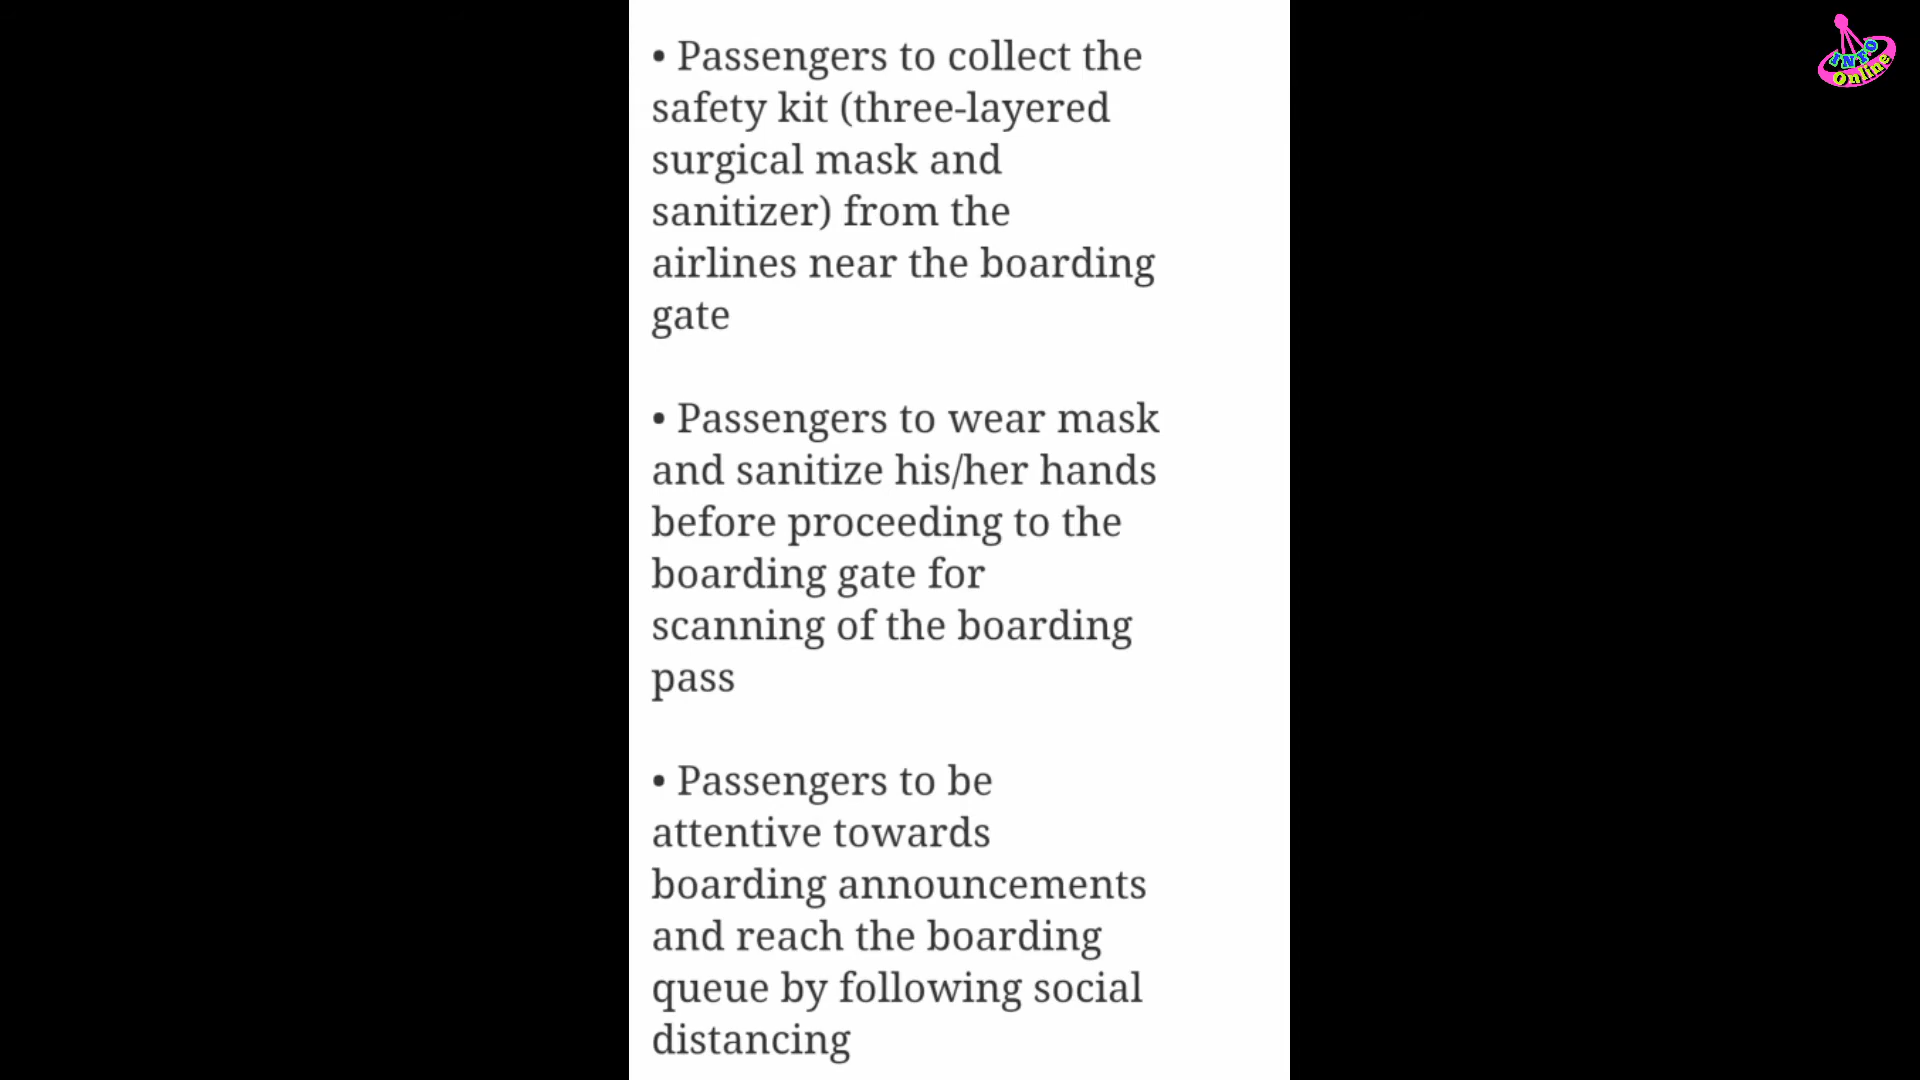 • Passengers to collect the
safety kit (three-layered
surgical mask and
sanitizer) from the
airlines near the boarding
gate
• Passengers to wear mask
and sanitize his/her hands
before proceeding to the
boarding gate for
scanning of the boarding
pass
• Passengers to be
attentive towards
boarding announcements
and reach the boarding
queue by following social
distancing
INFO
Online